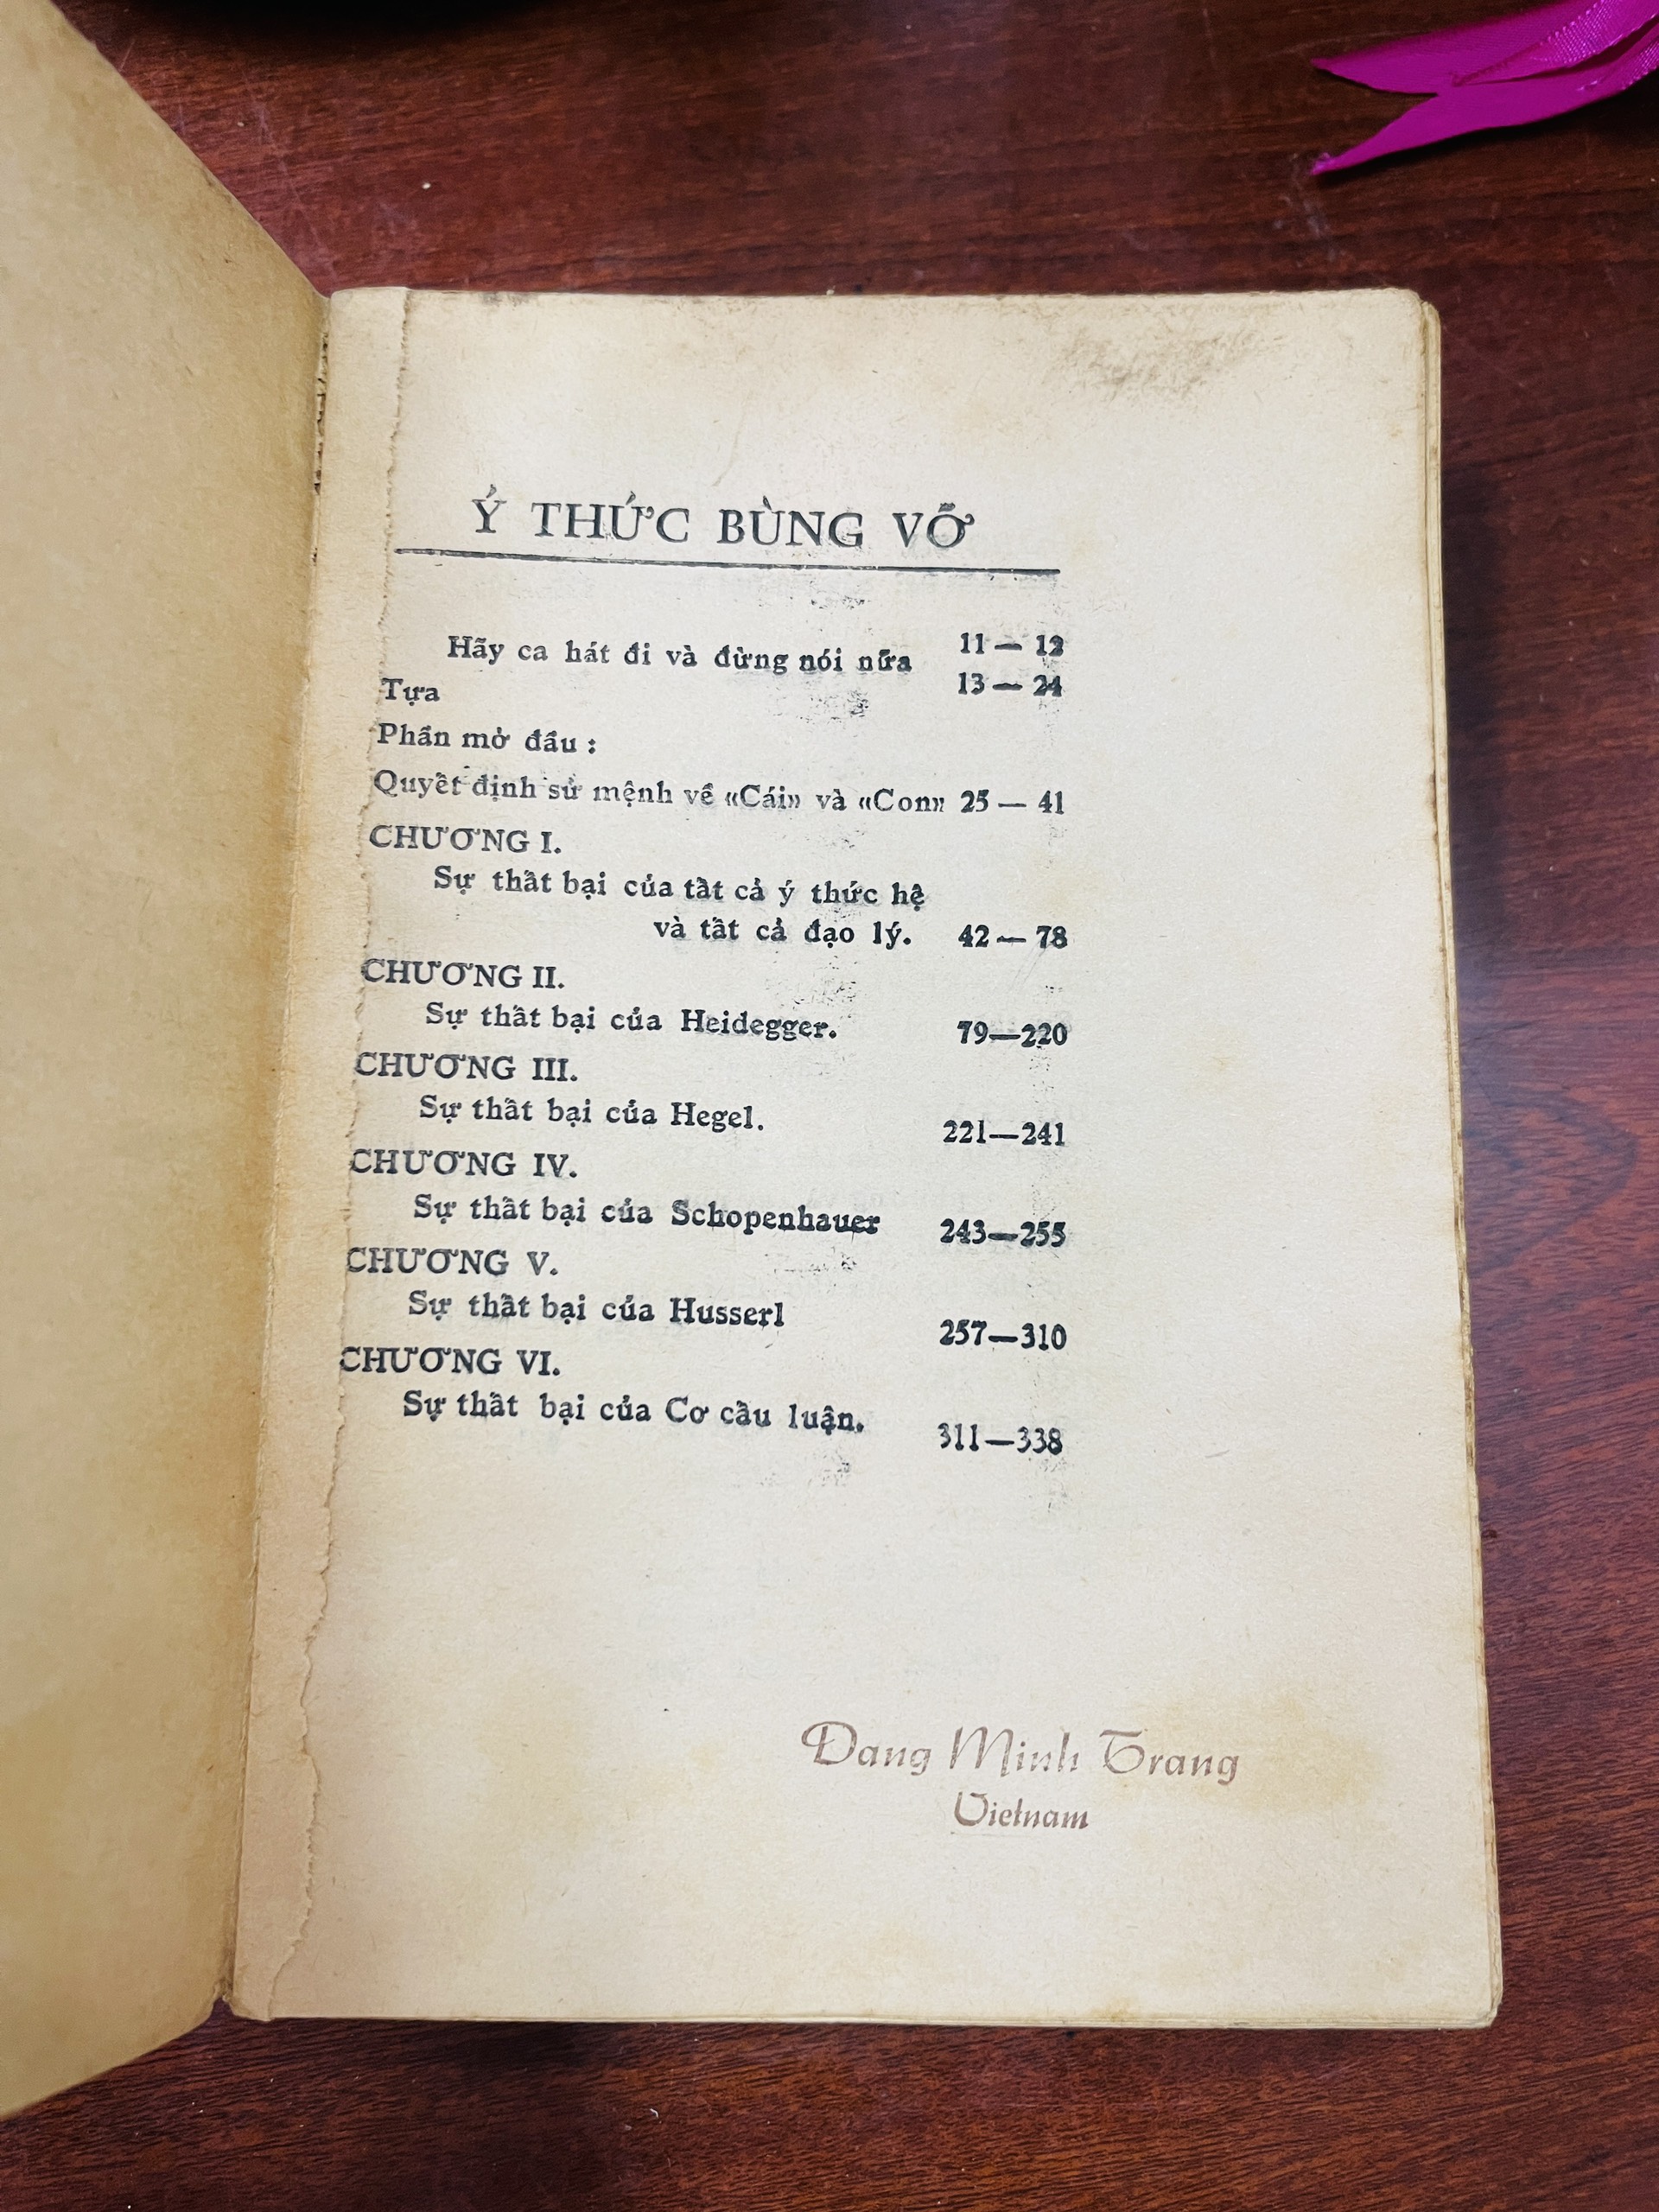 Ý THỨC BÙNG VỠ
Hãy ca hát đi và đừng nói nữa 11 — 12
Tựa 13 — 24
Phần mở đầu :
Quyết định sử mệnh về «Cái» và «Con» 25 — 41
CHƯƠNG I.
Sự thất bại của tất cả ý thức hệ
và tất cả đạo lý. 42 — 78
CHƯƠNG II.
Sự thất bại của Heidegger. 79—220
CHƯƠNG III.
Sự thất bại của Hegel. 221—241
CHƯƠNG IV.
Sự thất bại của Schopenhauer 243—255
CHƯƠNG V.
Sự thất bại của Husserl 257—310
CHƯƠNG VI.
Sự thất bại của Cơ cấu luận. 311—338
Đang Minh Trang
Vietnam